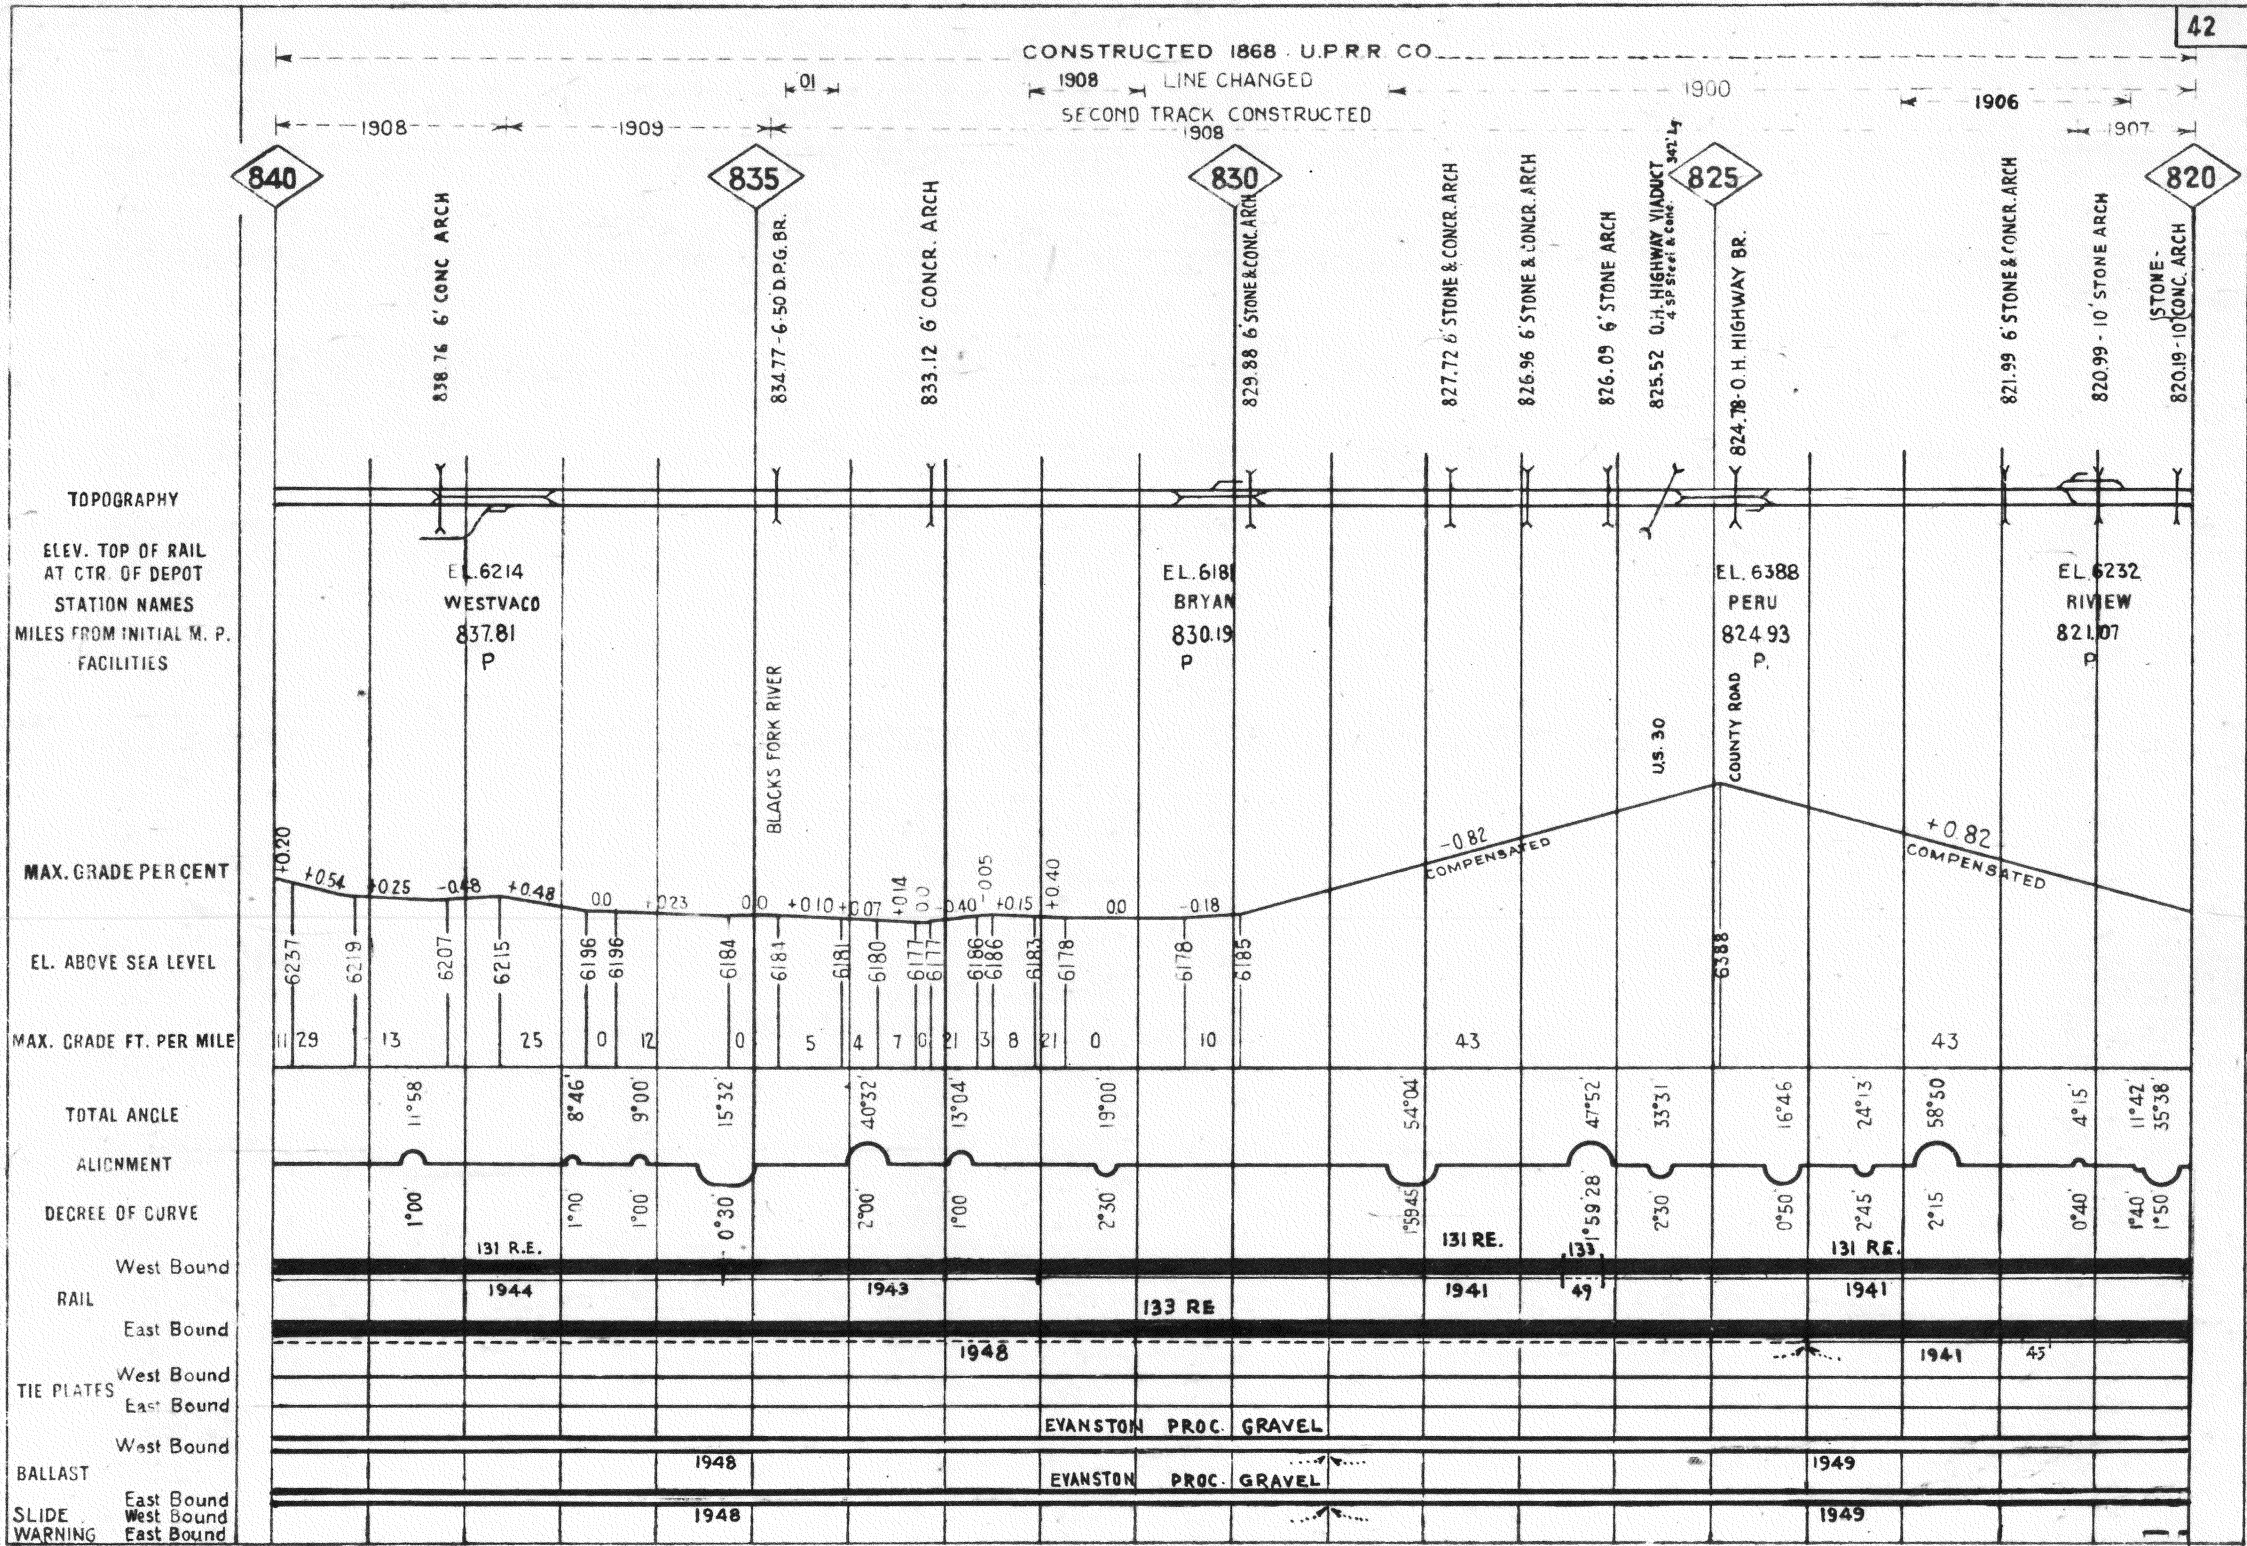 42
CONSTRUCTED 1868 . U.P.R.R. CO.
01
1908
LINE CHANGED
1900
1906
SECOND TRACK CONSTRUCTED
1908
1909
1908
1907
840
835
830
825
820
838.76 6' CONC ARCH
834.77-6-50' D.P.G. BR.
833.12 6' CONCR. ARCH
829.88 6' STONE & CONC. ARCH
827.72 6' STONE & CONCR. ARCH
826.96 6' STONE & CONCR. ARCH
826.09 6' STONE ARCH
825.52 O.H. HIGHWAY VIADUCT 342' Lg
4 SP Steel & Conc.
824.78-O.H. HIGHWAY BR.
821.99 6' STONE & CONCR. ARCH
820.99-10' STONE ARCH
STONE-
820.19-10' CONC. ARCH
TOPOGRAPHY
ELEV. TOP OF RAIL
AT CTR. OF DEPOT
STATION NAMES
MILES FROM INITIAL M. P.
FACILITIES
EL.6214
WESTVACO
837.81
P
EL.6181
BRYAN
830.19
P
EL. 6388
PERU
824.93
P.
EL.6232
RIVIEW
821.07
P
BLACKS FORK RIVER
U.S. 30
COUNTY ROAD
MAX. GRADE PER CENT
+0.20 +0.54 +0.25 -0.48 +0.48 0.0 +0.23 0.0 +0.10 +0.07 +0.14 0.0 -0.40 -0.05 +0.15 +0.40 0.0 -0.18 -0.82 +0.82
COMPENSATED COMPENSATED
EL. ABOVE SEA LEVEL
6237 6219 6207 6215 6196 6196 6184 6184 6181 6180 6177 6177 6186 6186 6183 6178 6178 6185 6388
MAX. GRADE FT. PER MILE
11 29 13 25 0 12 0 5 4 7 0 21 3 8 21 0 10 43 43
TOTAL ANGLE
11°58' 8°46' 9°00' 15°32' 40°32' 13°04' 19°00' 54°04' 47°52' 33°31' 16°46' 24°13' 58°50' 4°15' 11°42' 35°38'
ALIGNMENT
DEGREE OF CURVE
1°00' 1°00' 1°00' 0°30' 2°00' 1°00' 2°30' 1°59'45" 1°59'28" 2°30' 0°50' 2°45' 2°15' 0°40' 1°40' 1°50'
131 R.E. 131 RE. 133 131 RE.
West Bound
1944 1943 1941 49 1941
RAIL
133 RE
East Bound
1948 1941 45
TIE PLATES
West Bound
East Bound
EVANSTON PROC. GRAVEL
West Bound
1948 1949
BALLAST
EVANSTON PROC. GRAVEL
East Bound
1948 1949
SLIDE
WARNING
West Bound
East Bound